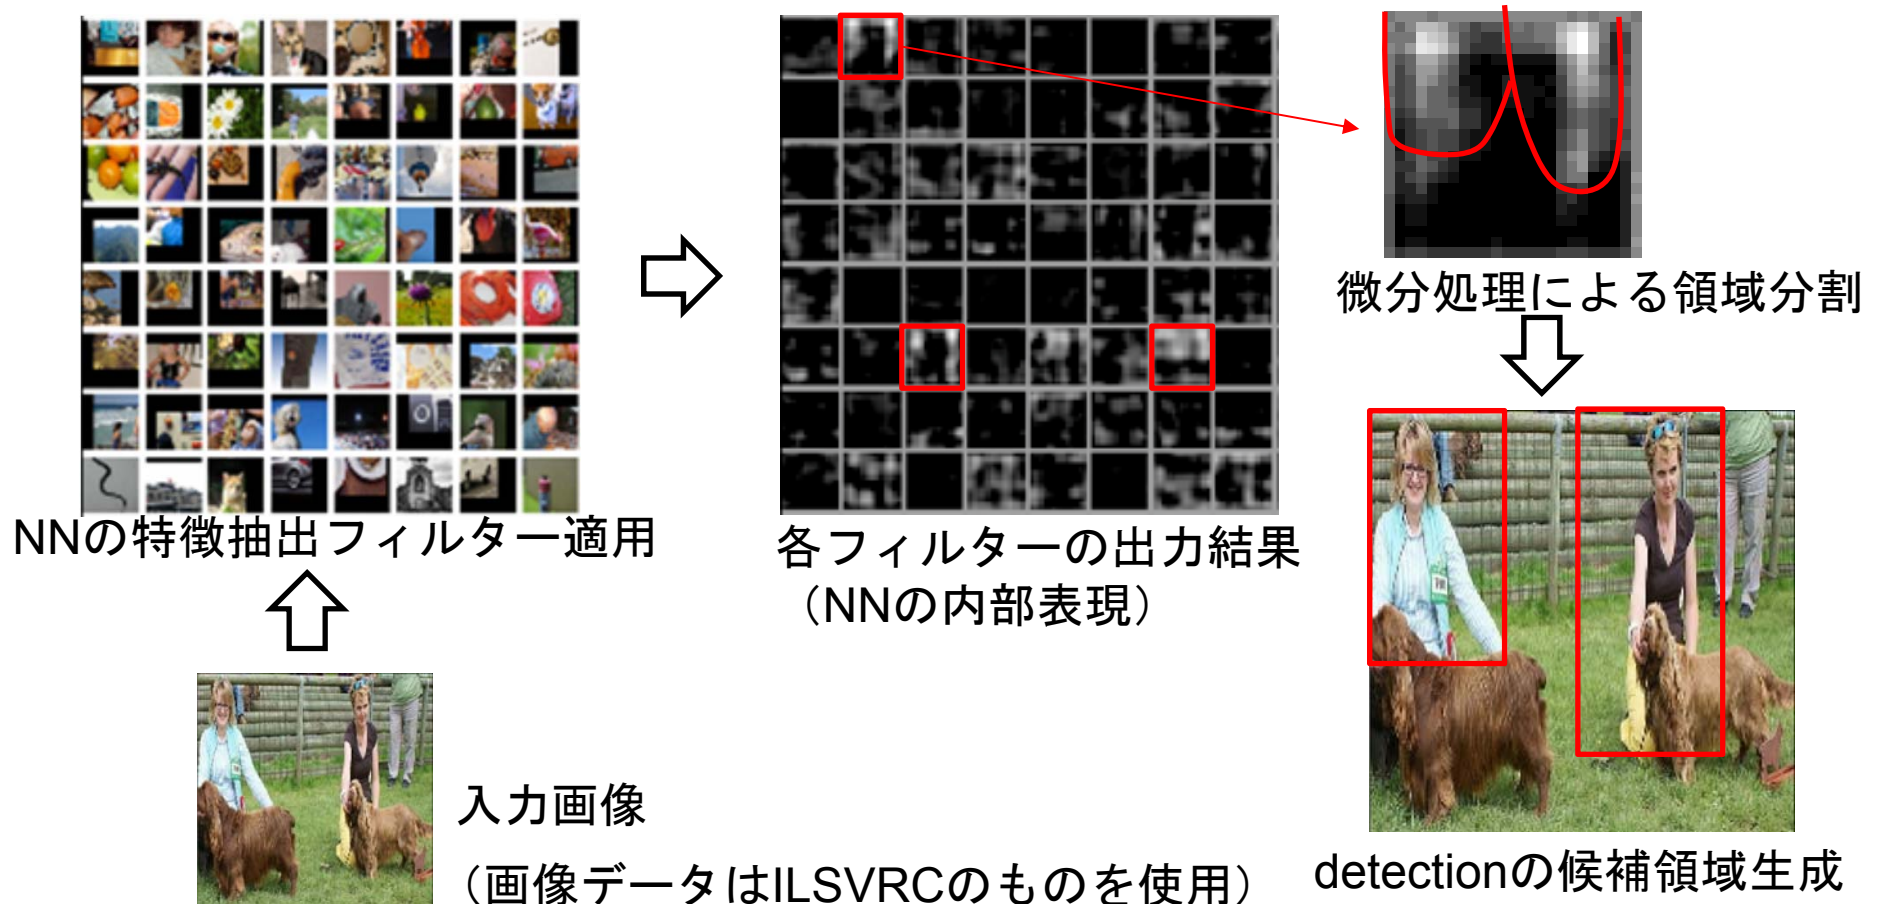 NNの特徴抽出フィルター適用
各フィルターの出力結果
（NNの内部表現）
微分処理による領域分割
入力画像
（画像データはILSVRCのものを使用）
detectionの候補領域生成